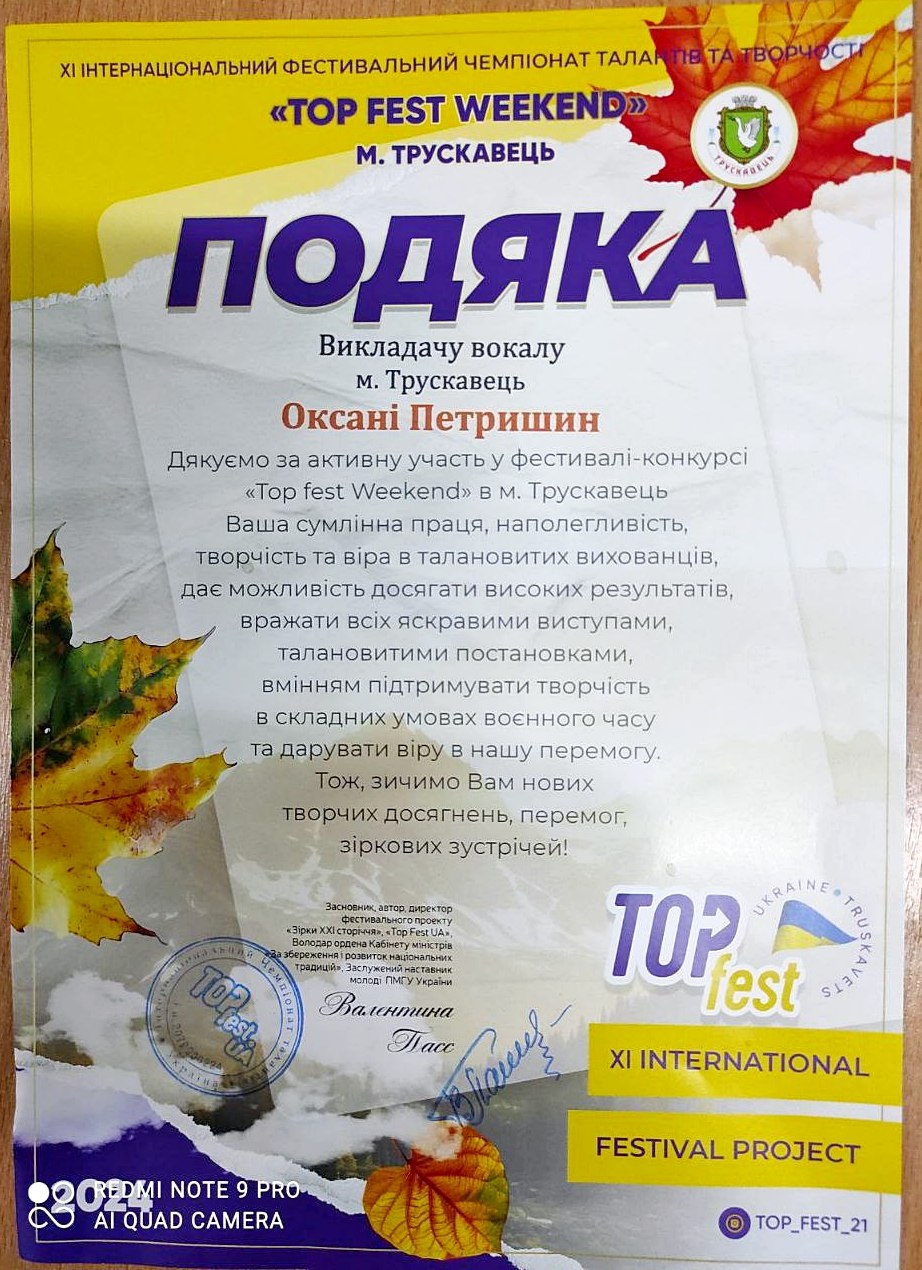 XI ІНТЕРНАЦІОНАЛЬНИЙ ФЕСТИВАЛЬНИЙ ЧЕМПІОНАТ ТАЛАНТІВ ТА ТВОРЧОСТІ
«TOP FEST WEEKEND»
М. ТРУСКАВЕЦЬ
ТРУСКАВЕЦЬ
ПОДЯКА
Викладачу вокалу
м. Трускавець
Оксані Петришин
Дякуємо за активну участь у фестивалі-конкурсі
«Top fest Weekend» в м. Трускавець
Ваша сумлінна праця, наполегливість,
творчість та віра в талановитих вихованців,
дає можливість досягати високих результатів,
вражати всіх яскравими виступами,
талановитими постановками,
вмінням підтримувати творчість
в складних умовах воєнного часу
та дарувати віру в нашу перемогу.
Тож, зичимо Вам нових
творчих досягнень, перемог,
зіркових зустрічей!
Засновник, автор, директор
фестивального проекту
«Зірки ХХІ сторіччя», «Top Fest UA»,
Володар ордена Кабінету міністрів
«За збереження і розвиток національних
традицій», Заслужений наставник
молоді ПМГУ України
Валентина
Пасс
TOP
fest
UKRAINE • TRUSKAVETS
TOP
fest
UA
XI INTERNATIONAL
FESTIVAL PROJECT
2024
REDMI NOTE 9 PRO
AI QUAD CAMERA
TOP_FEST_21